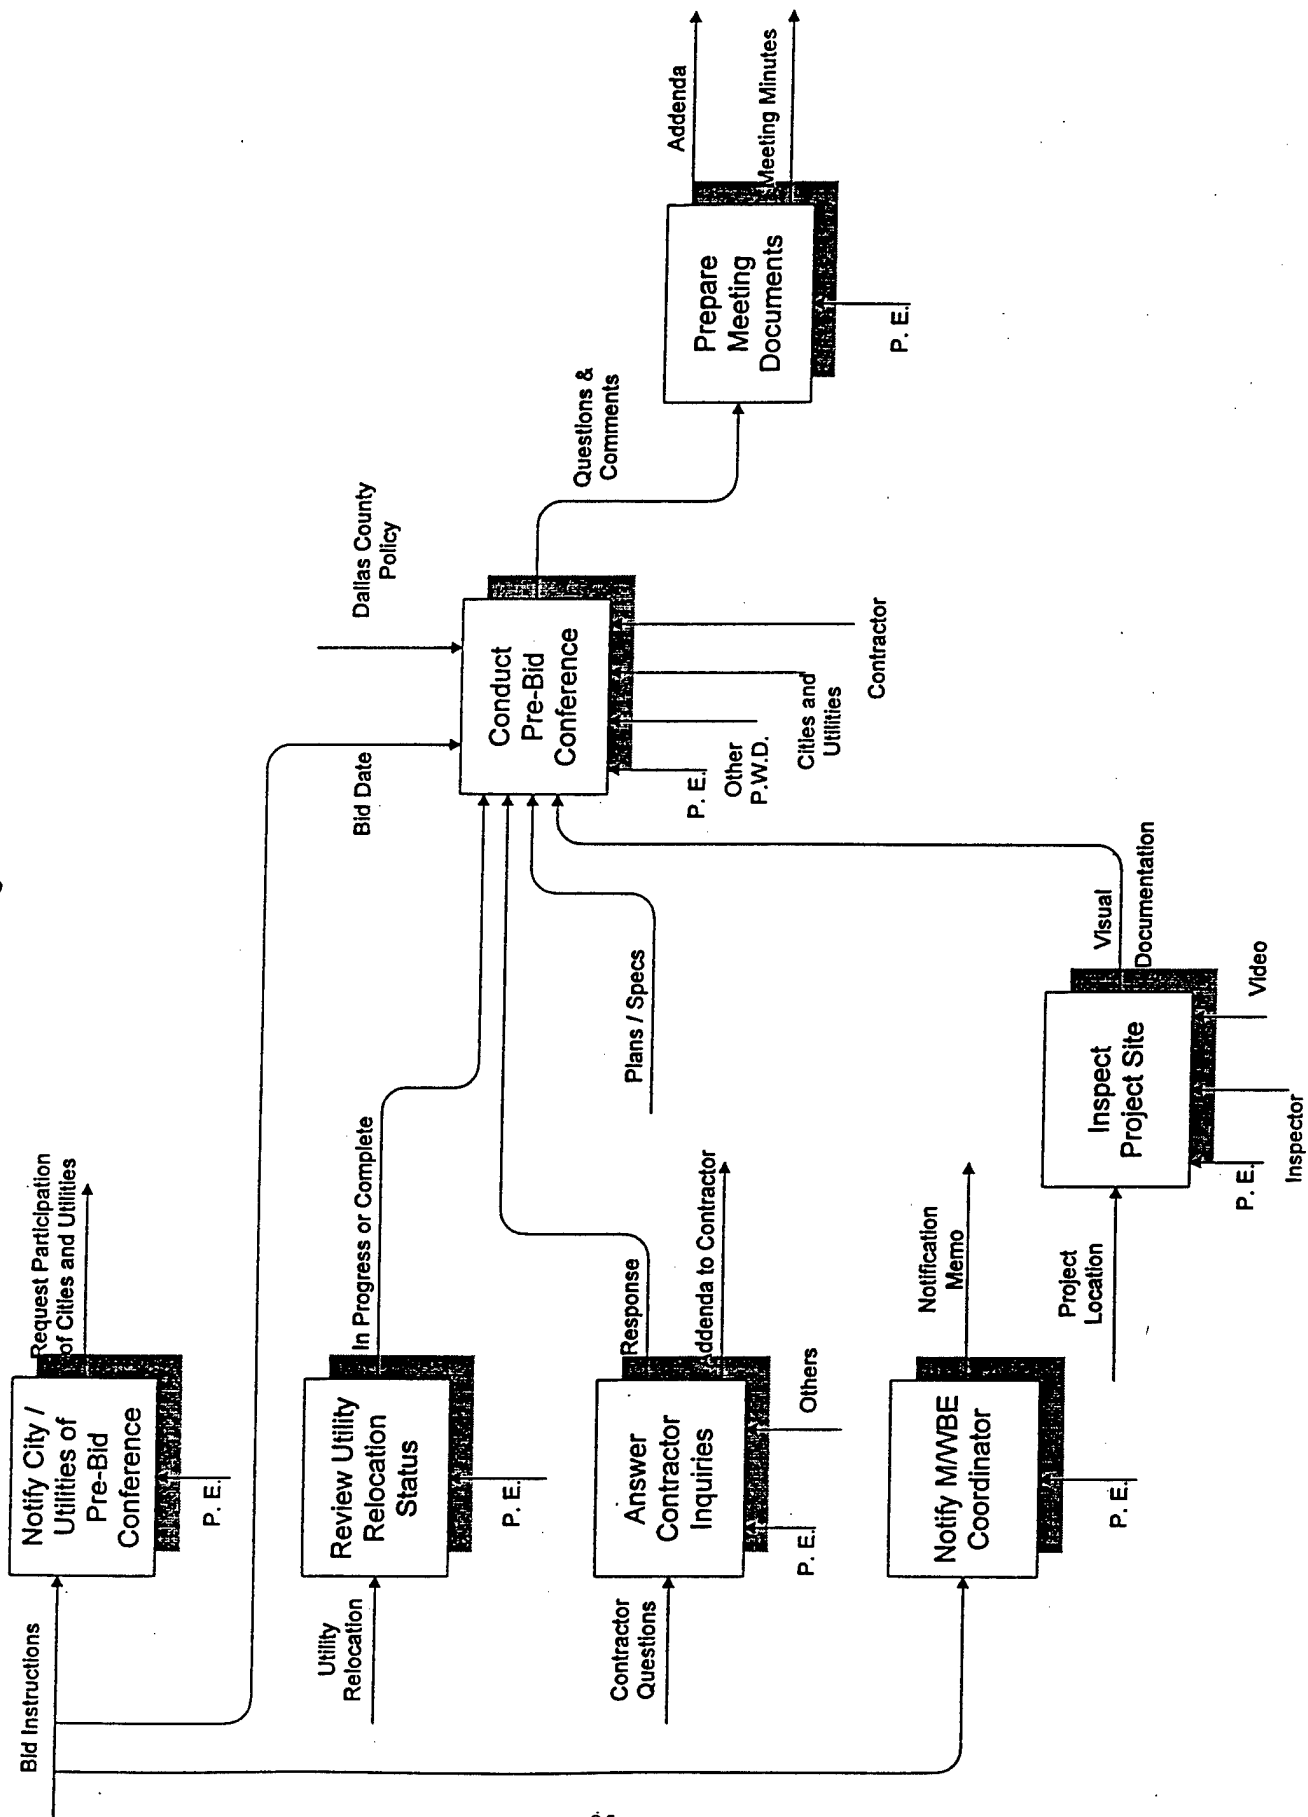 Bid Instructions
Notify City /
Utilities of
Pre-Bid
Conference
P. E.
Request Participation
of Cities and Utilities
Bid Date
Dallas County
Policy
Utility
Relocation
Review Utility
Relocation
Status
P. E.
In Progress or Complete
Contractor
Questions
Answer
Contractor
Inquiries
P. E.
Others
Response
Addenda to Contractor
Plans / Specs
Notify M/WBE
Coordinator
P. E.
Notification
Memo
Project
Location
Inspect
Project Site
P. E.
Inspector
Video
Visual
Documentation
Conduct
Pre-Bid
Conference
P. E.
Other
P.W.D.
Cities and
Utilities
Contractor
Questions &
Comments
Prepare
Meeting
Documents
P. E.
Addenda
Meeting Minutes